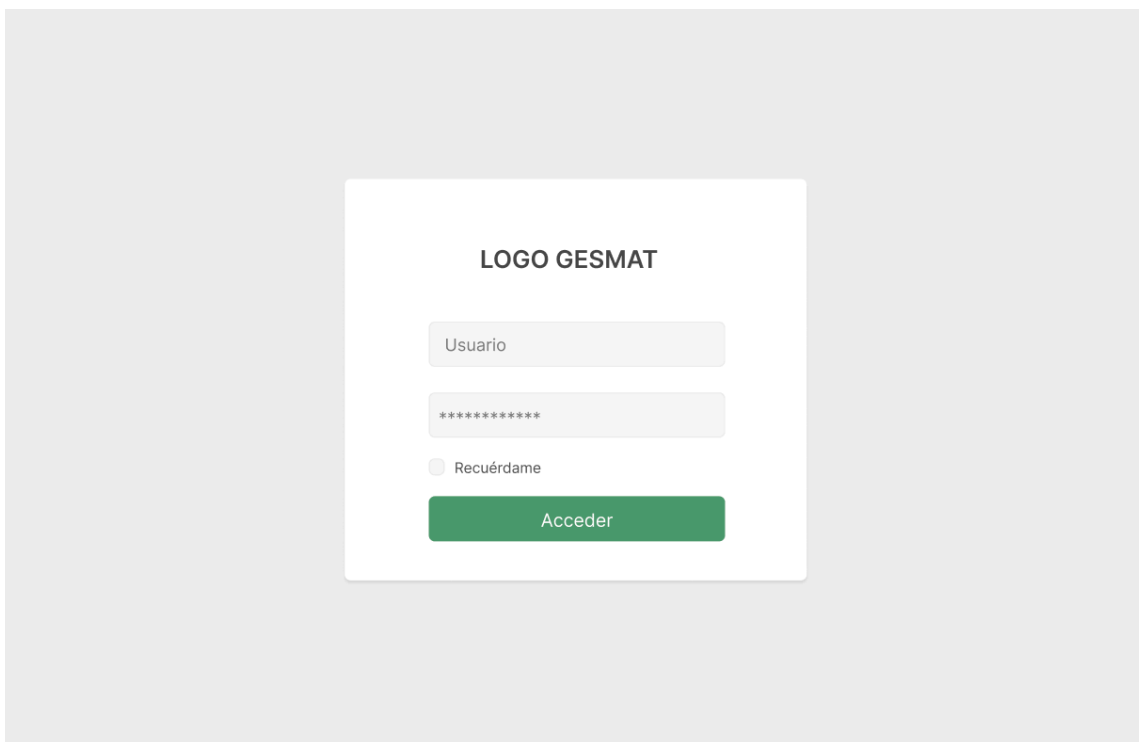 LOGO GESMAT
Usuario
************
Recuérdame
Acceder